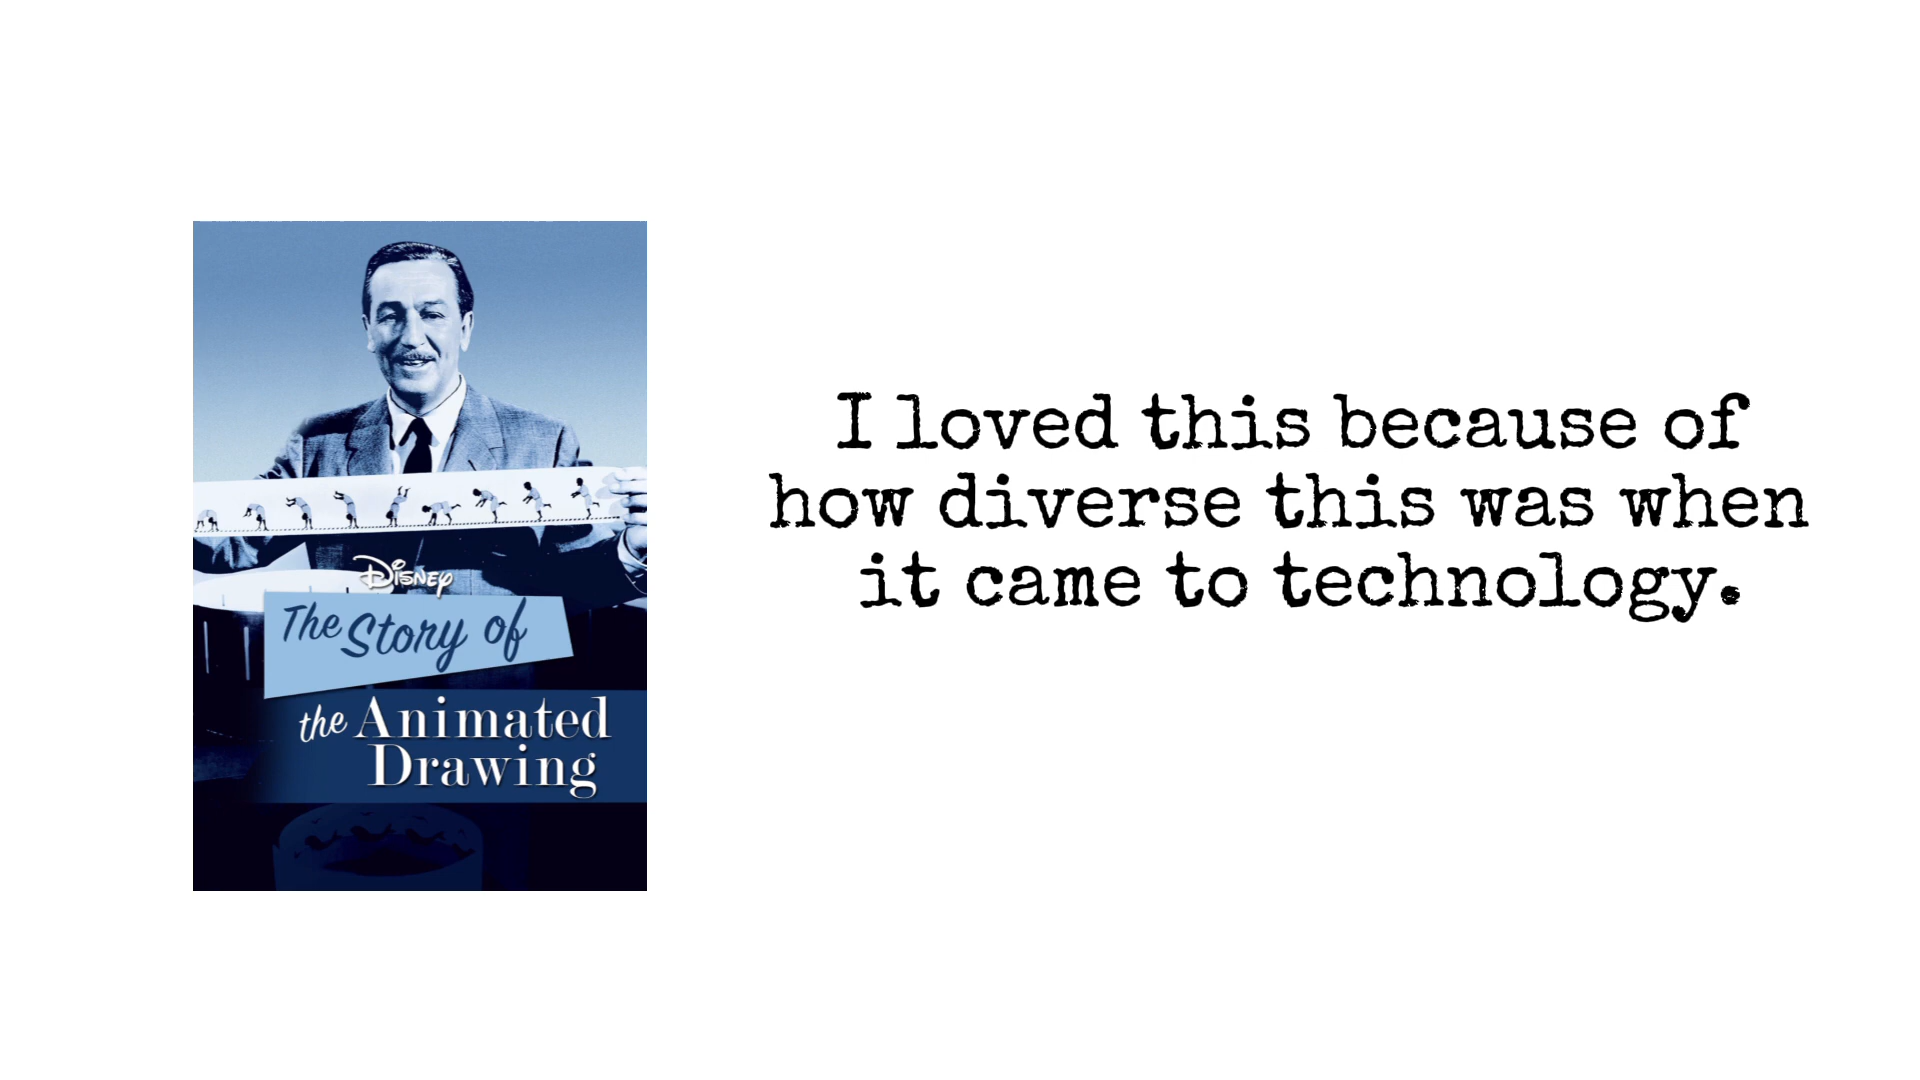 Disney
The Story of
the Animated
Drawing
I loved this because of
how diverse this was when
it came to technology.